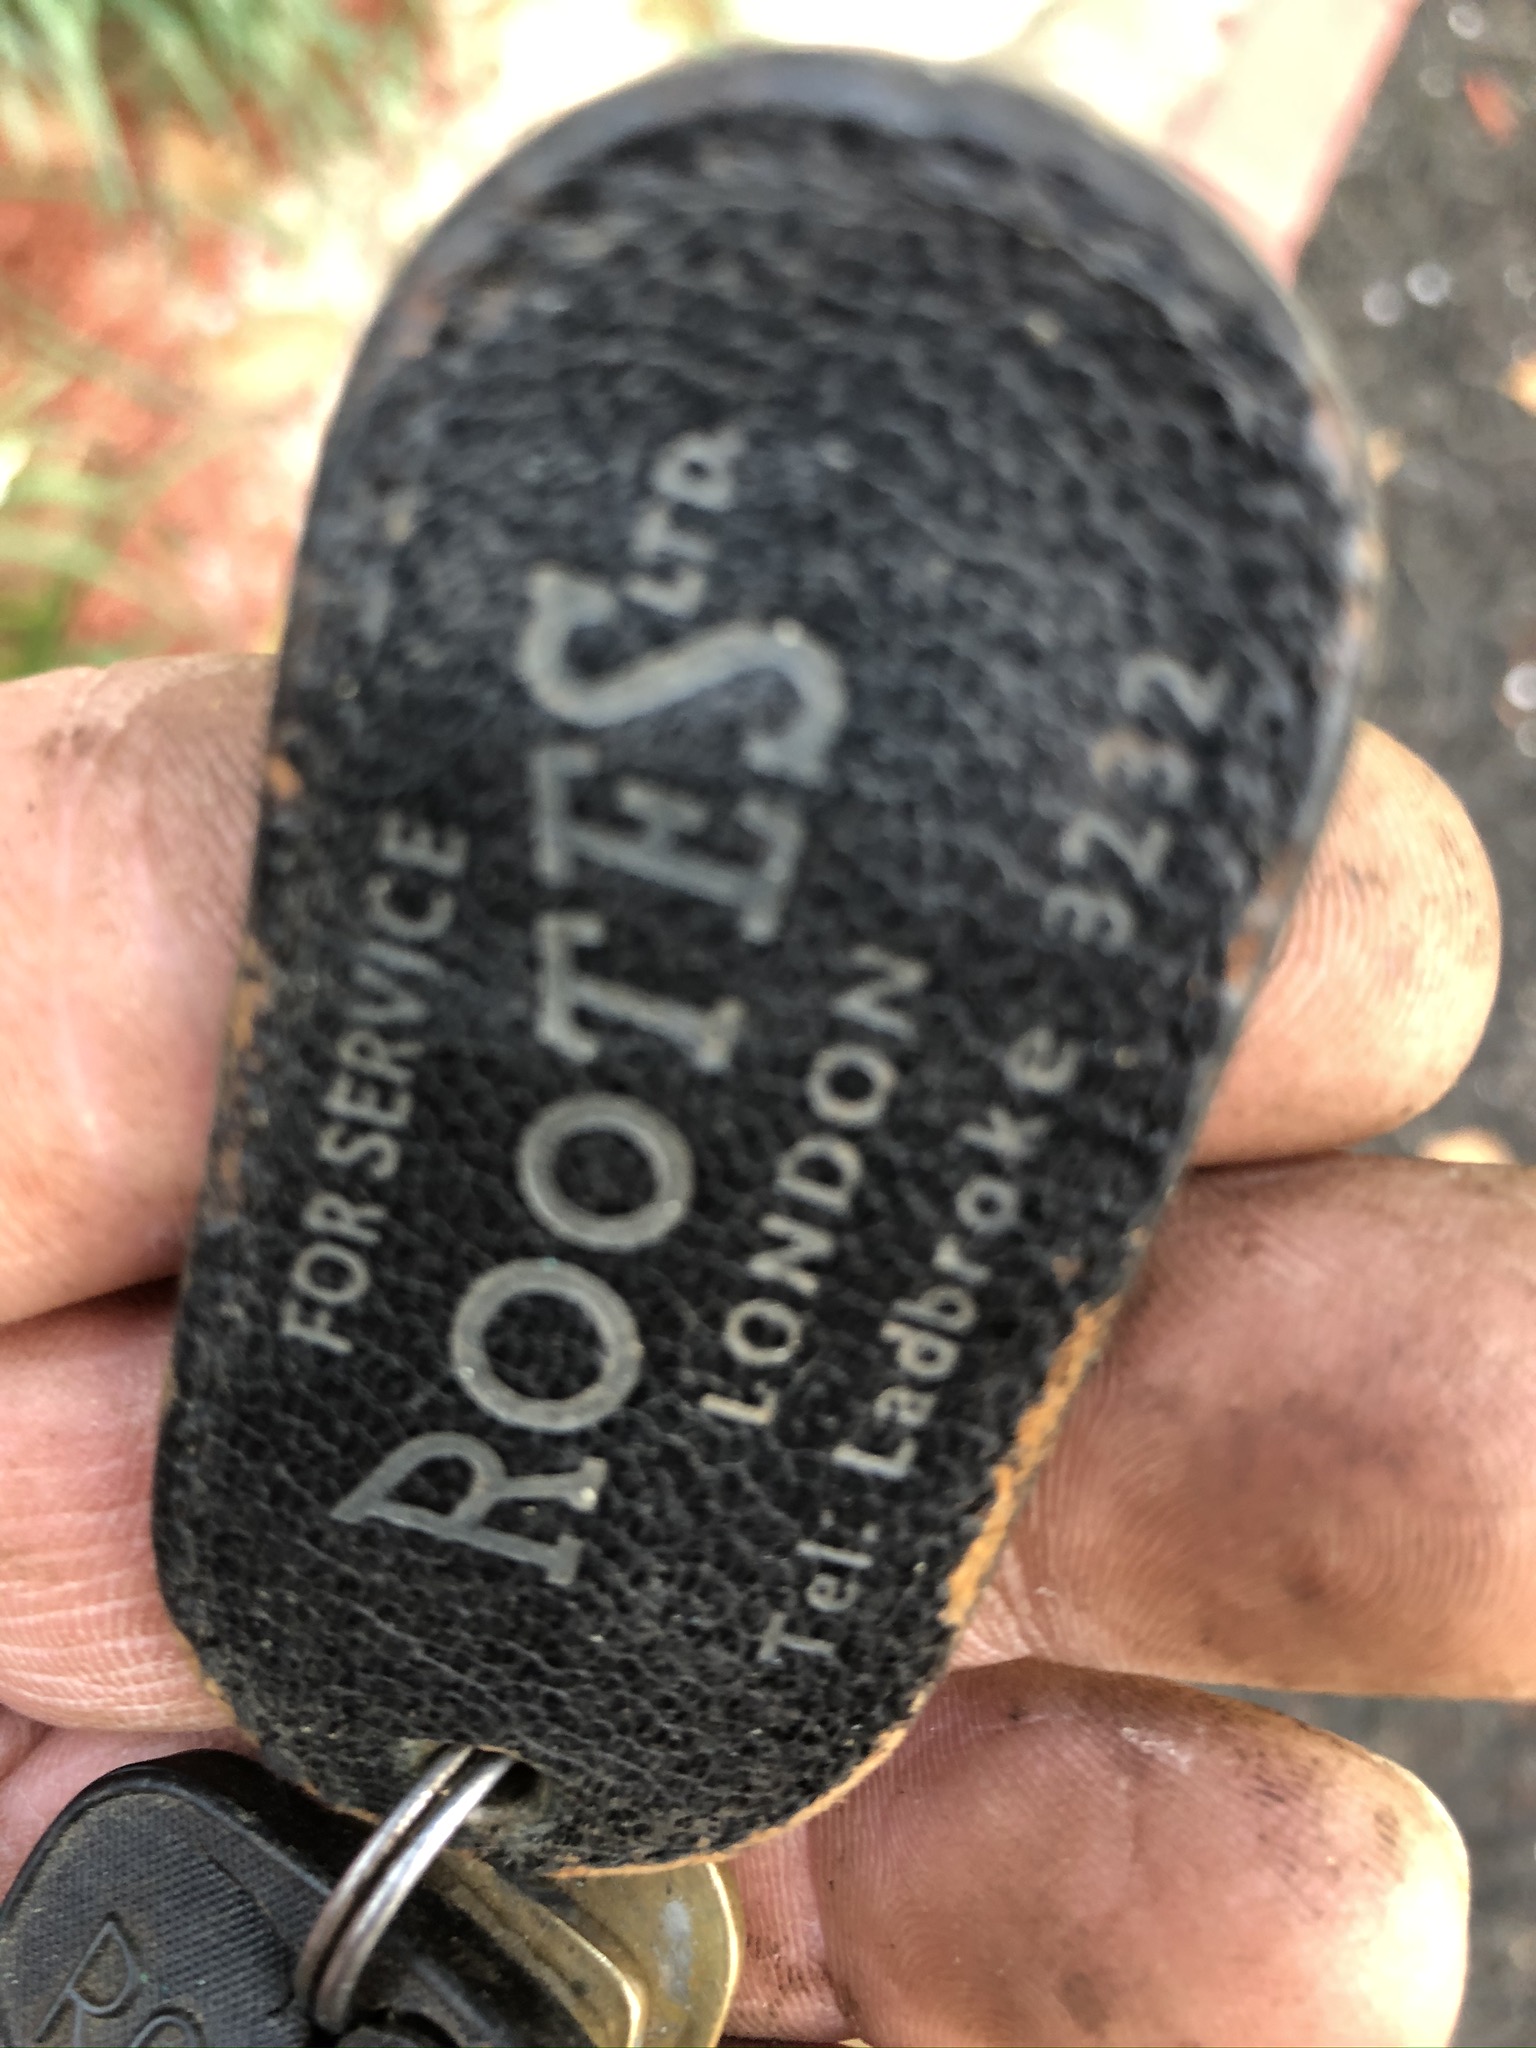 FOR SERVICE
ROOTES LTD.
LONDON
Tel: Ladbroke 3232